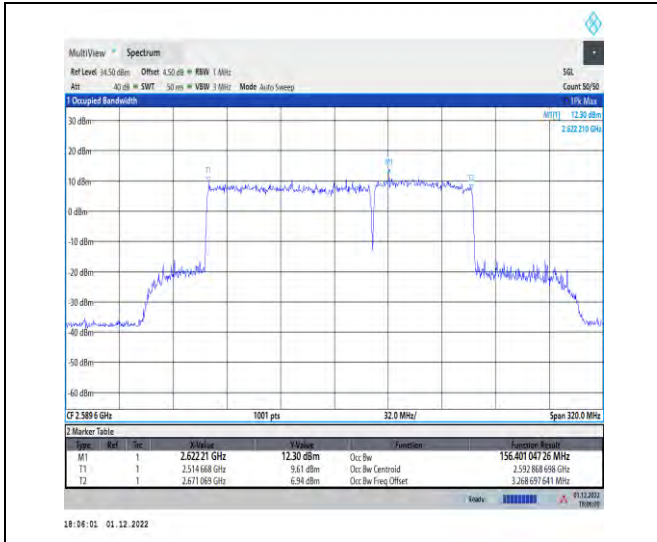 MultiView Spectrum
Ref Level 34.50 dBm Offset 4.50 dB RBW 1 MHz SGL
Att 40 dB SWT 50 ms VBW 3 MHz Mode Auto Sweep Count 50/50
1 Occupied Bandwidth 1Pk Max
M1[1] 12.30 dBm
2.622 210 GHz
30 dBm
20 dBm
M1
T1
T2
10 dBm
0 dBm
-10 dBm
-20 dBm
-30 dBm
-40 dBm
-50 dBm
-60 dBm
CF 2.589 6 GHz 1001 pts 32.0 MHz/ Span 320.0 MHz
2 Marker Table
Type Ref Trc X-Value Y-Value Function Function Result
M1 1 2.62221 GHz 12.30 dBm Occ Bw 156.401 047 26 MHz
T1 1 2.514 668 GHz 9.61 dBm Occ Bw Centroid 2.592 868 698 GHz
T2 1 2.671 069 GHz 6.94 dBm Occ Bw Freq Offset 3.268 697 641 MHz
Ready 01.12.2022
18:06:00
18:06:01 01.12.2022